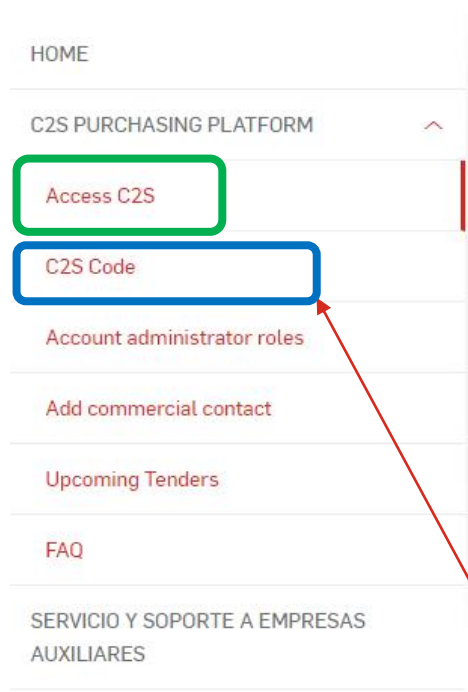 HOME
C2S PURCHASING PLATFORM
Access C2S
C2S Code
Account administrator roles
Add commercial contact
Upcoming Tenders
FAQ
SERVICIO Y SOPORTE A EMPRESAS
AUXILIARES